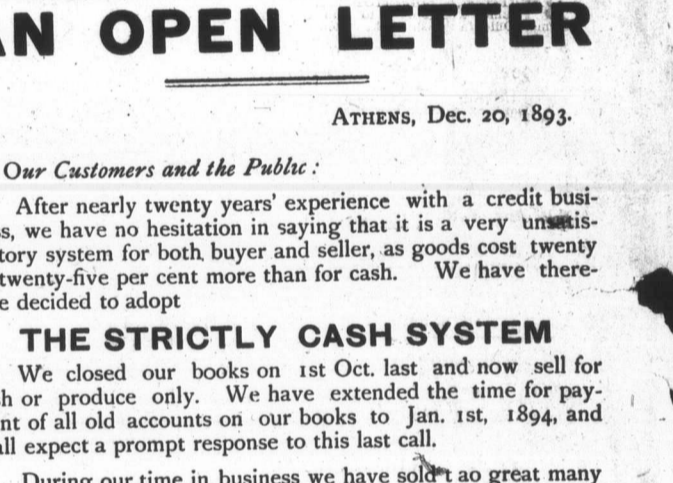 AN OPEN LETTER
ATHENS, Dec. 20, 1893.
Our Customers and the Public:
After nearly twenty years' experience with a credit busi-
s, we have no hesitation in saying that it is a very unsatis-
tory system for both buyer and seller, as goods cost twenty
twenty-five per cent more than for cash. We have there-
e decided to adopt
THE STRICTLY CASH SYSTEM
We closed our books on 1st Oct. last and now sell for
h or produce only. We have extended the time for pay-
nt of all old accounts on our books to Jan. 1st, 1894, and
all expect a prompt response to this last call.
During our time in business we have sold t ao great many